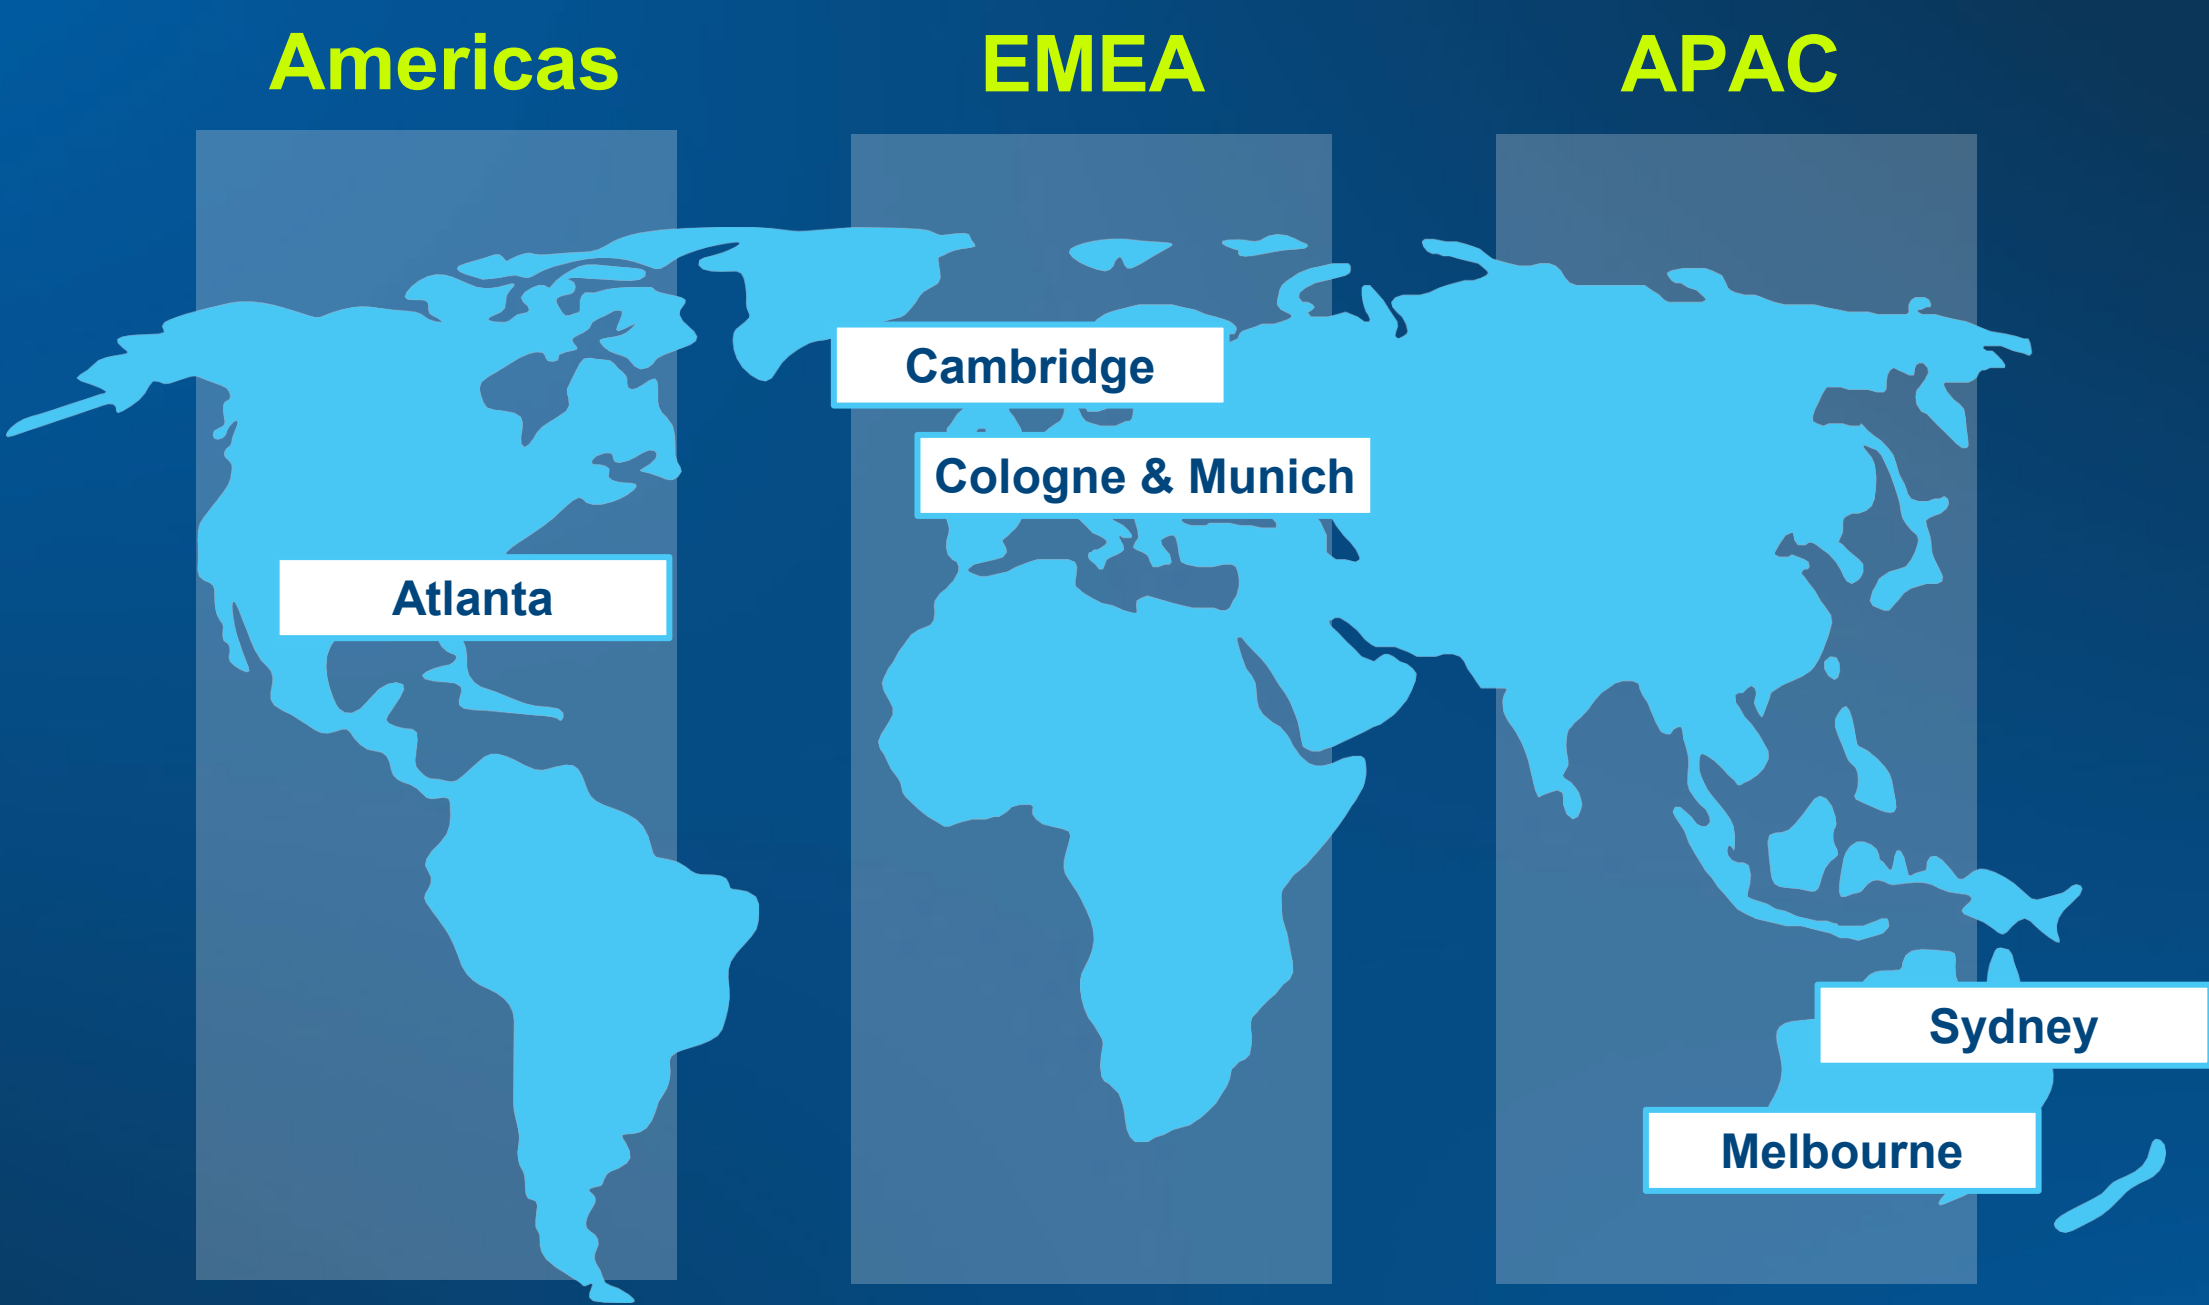 Americas
EMEA
APAC
Cambridge
Cologne & Munich
Atlanta
Sydney
Melbourne